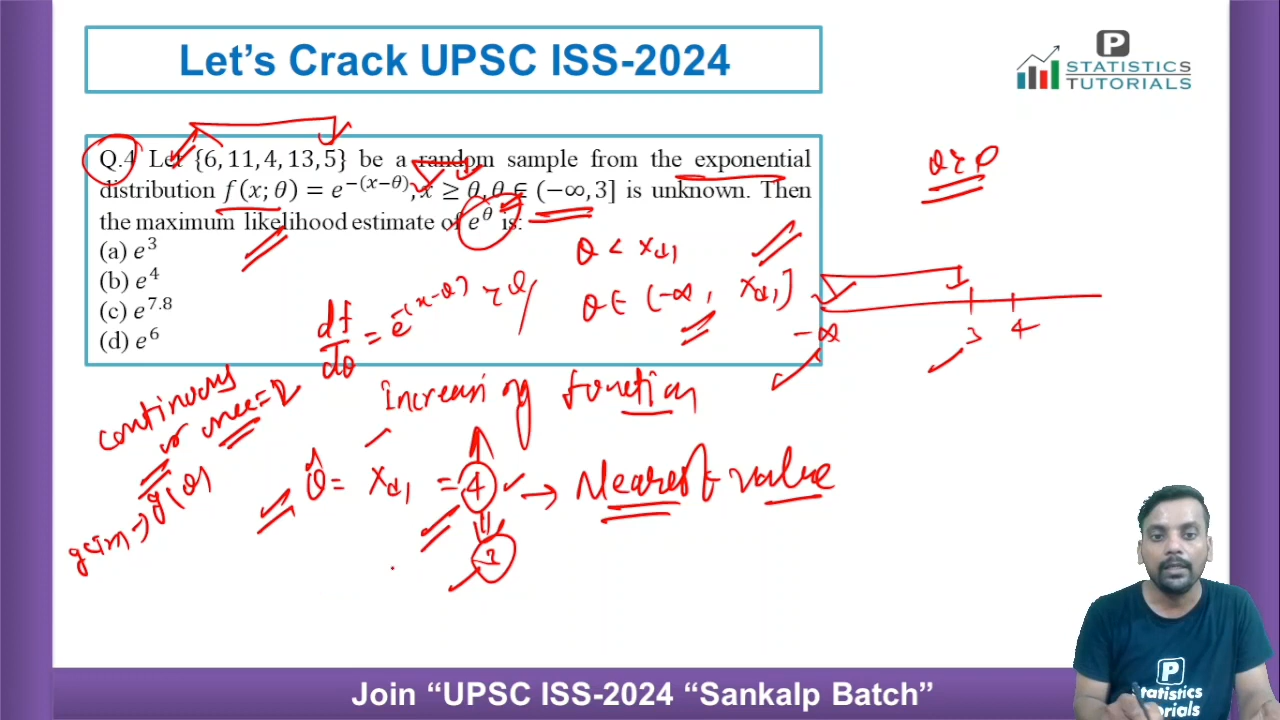 Let's Crack UPSC ISS-2024
P
STATISTICS
TUTORIALS
Q.4 Let {6, 11, 4, 13, 5} be a random sample from the exponential
distribution f(x; θ) = e^{-(x-θ)}, x ≥ θ, θ ∈ (-∞, 3] is unknown. Then
the maximum likelihood estimate of e^θ is:
(a) e^3
(b) e^4
(c) e^{7.8}
(d) e^6
θ < x(1)
θ ∈ (-∞, x(1)]
-∞ 3 4
df/dθ = e^{-(x-θ)}
increasing function
continuous
θ̂ = x(1) = 4 → Nearest value
g(θ)
3
P
Statistics
Join “UPSC ISS-2024 “Sankalp Batch”